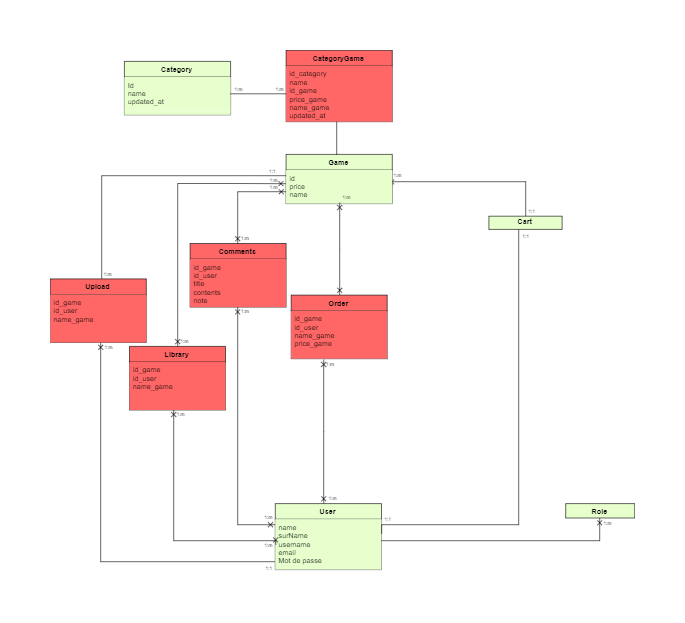 CategoryGame
Category
id_category
name
id_game
price_game
name_game
updated_at
Id
name
updated_at
1:m
1:m
Game
id
price
name
1:1
1:m
1:m
1:m
1:m
1:1
Cart
1:1
1:m
Comments
id_game
id_user
title
contents
note
1:m
1:m
Upload
id_game
id_user
name_game
Order
id_game
id_user
name_game
price_game
1:m
1:m
1:m
Library
id_game
id_user
name_game
1:m
1:m
1:m
User
name
surName
username
email
Mot de passe
1:m
1:m
1:1
1:1
Role
1:m